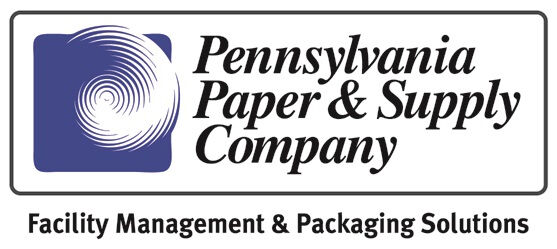 Pennsylvania
Paper & Supply
Company
Facility Management & Packaging Solutions